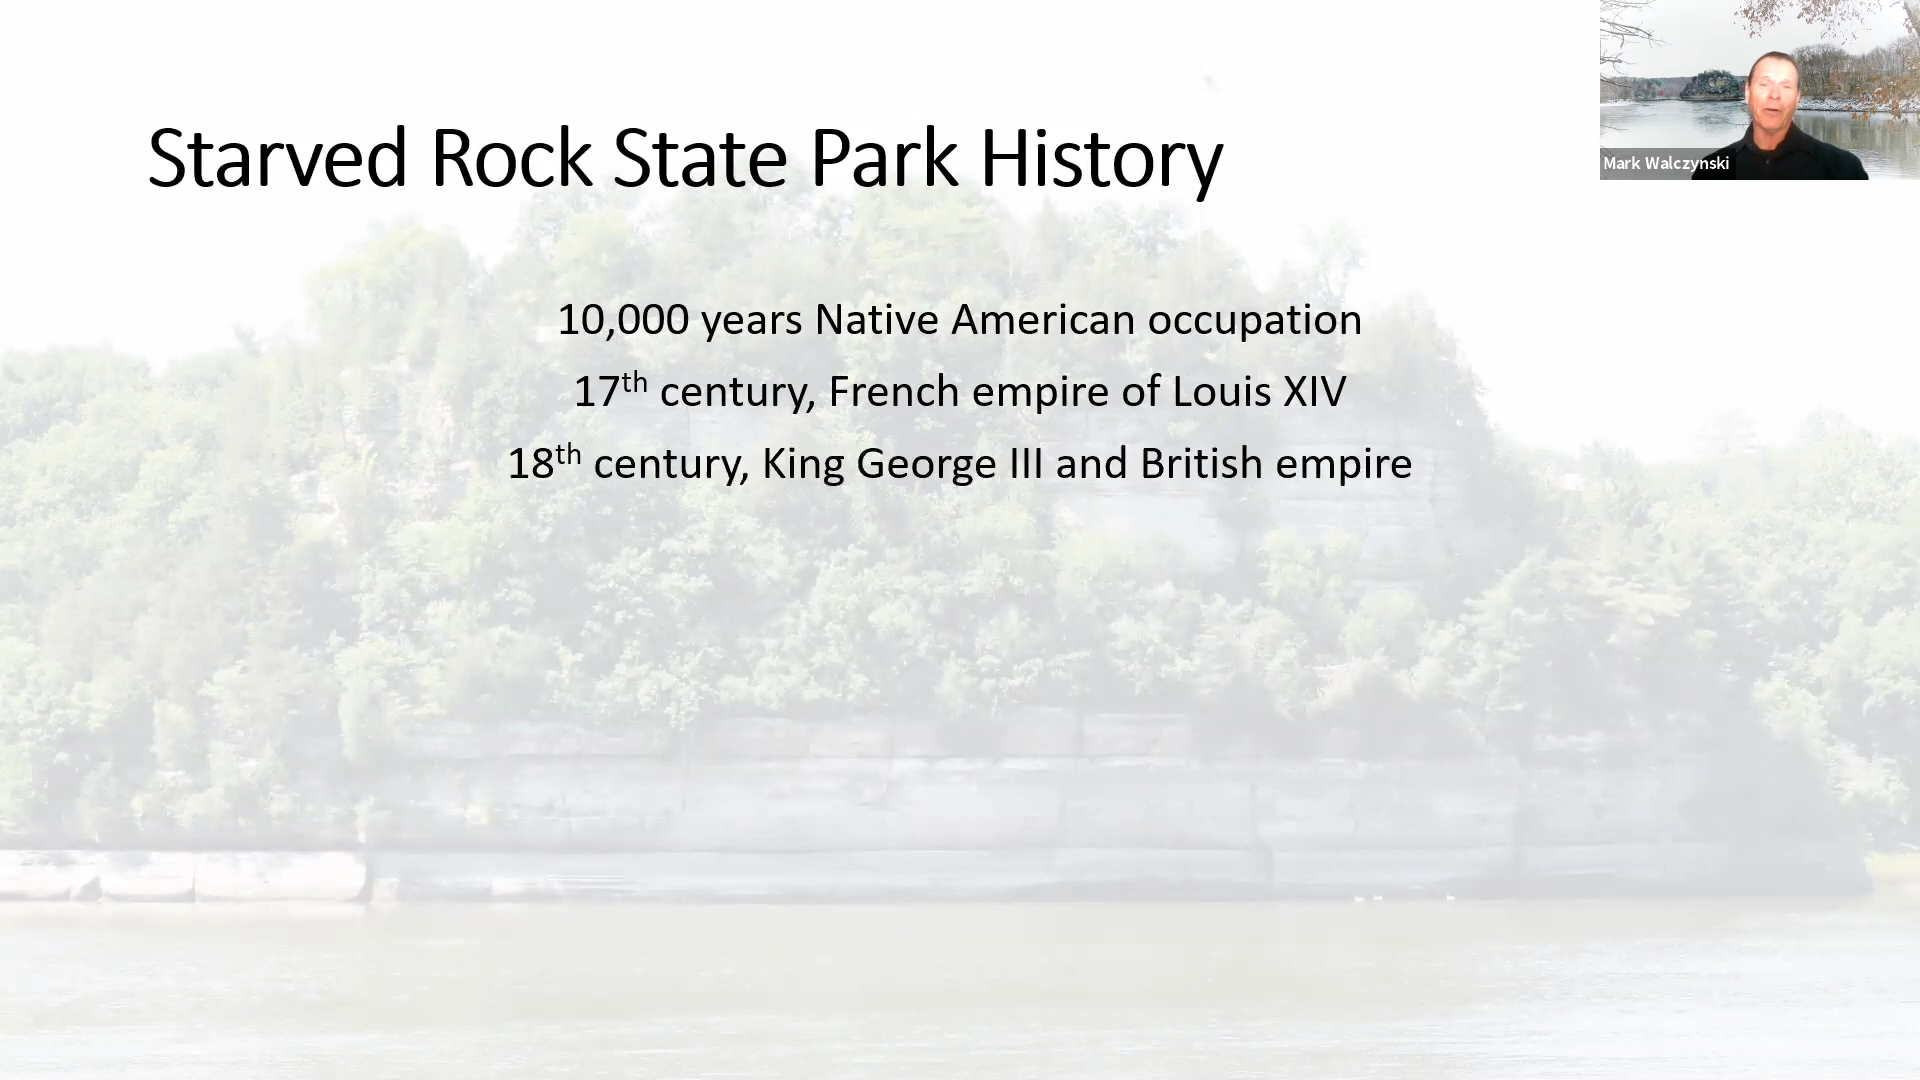 Starved Rock State Park History
Mark Walczynski
10,000 years Native American occupation
17th century, French empire of Louis XIV
18th century, King George III and British empire